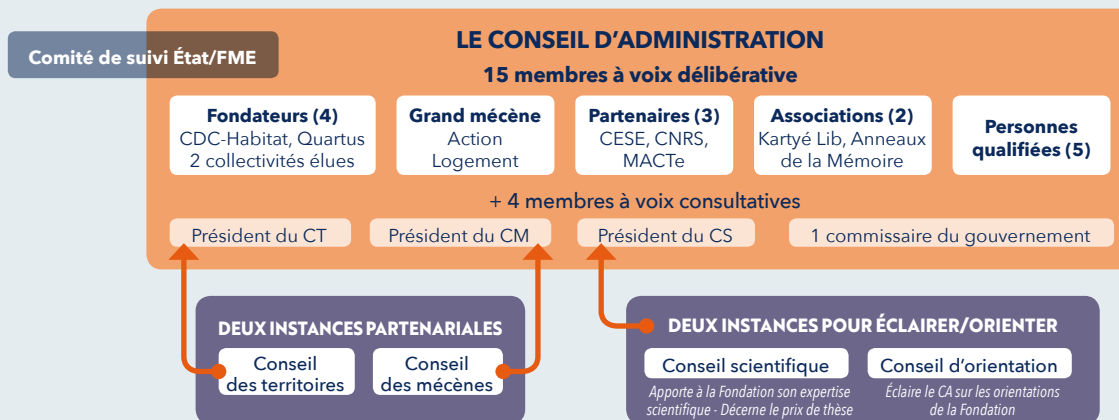 Comité de suivi État/FME
LE CONSEIL D’ADMINISTRATION
15 membres à voix délibérative
Fondateurs (4)
CDC-Habitat, Quartus
2 collectivités élues
Grand mécène
Action
Logement
Partenaires (3)
CESE, CNRS,
MACTe
Associations (2)
Kartyé Lib, Anneaux
de la Mémoire
Personnes
qualifiées (5)
+ 4 membres à voix consultatives
Président du CT
Président du CM
Président du CS
1 commissaire du gouvernement
DEUX INSTANCES PARTENARIALES
Conseil
des territoires
Conseil
des mécènes
DEUX INSTANCES POUR ÉCLAIRER/ORIENTER
Conseil scientifique
Apporte à la Fondation son expertise
scientifique - Décerne le prix de thèse
Conseil d’orientation
Éclaire le CA sur les orientations
de la Fondation